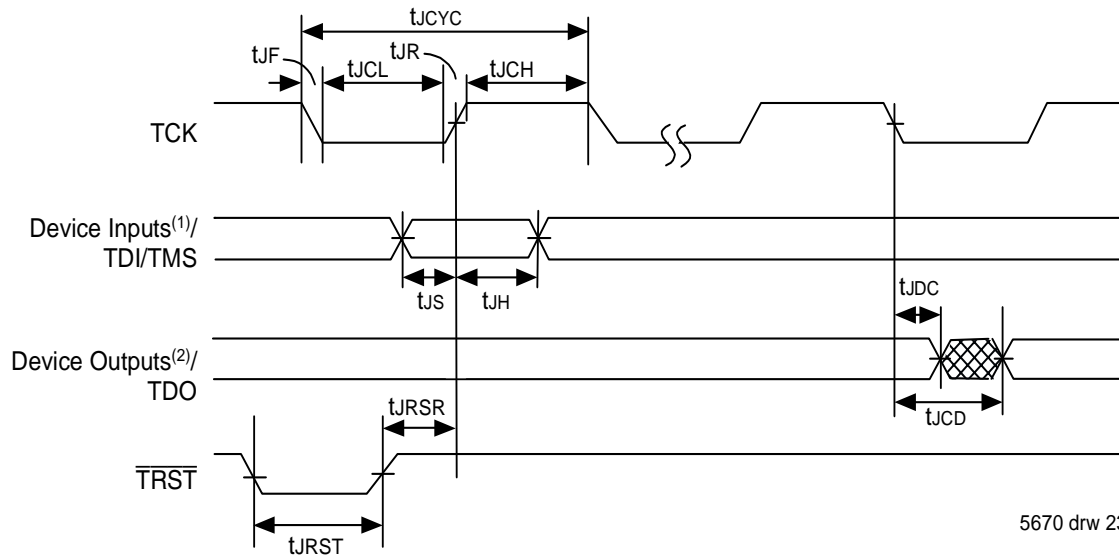 tJCYC
tJF
tJR
tJCL
tJCH
TCK
Device Inputs(1)/
TDI/TMS
tJS
tJH
tJDC
Device Outputs(2)/
TDO
tJRSR
tJCD
TRST
tJRST
5670 drw 23